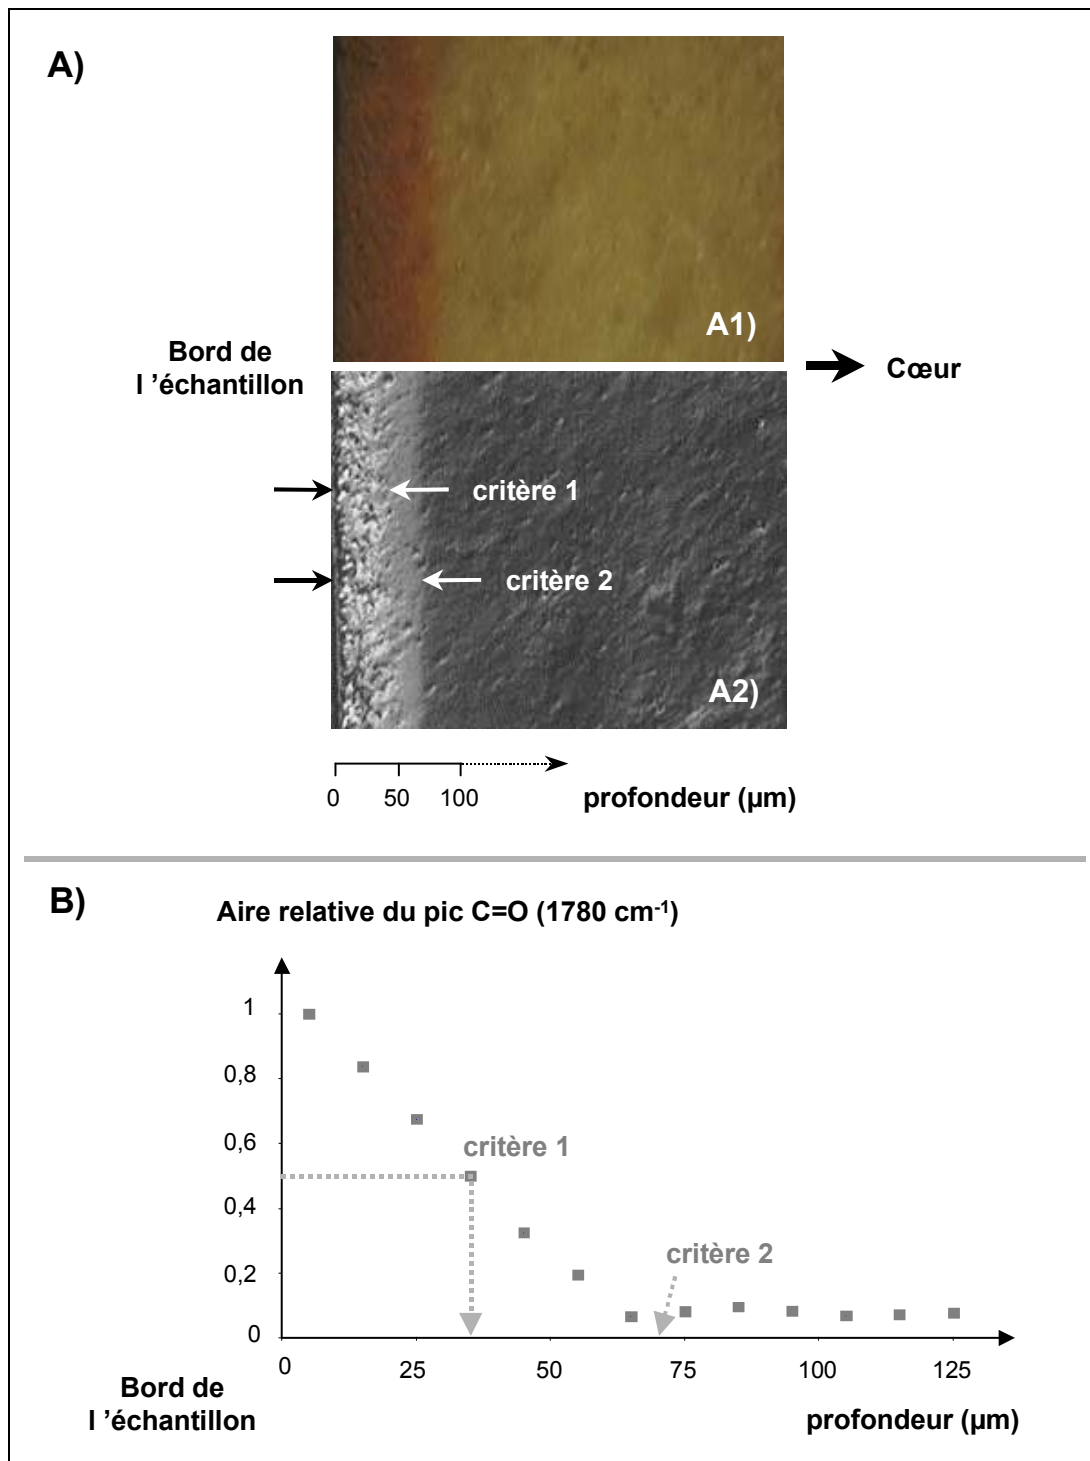 A)
A1)
Bord de
l ’échantillon
Cœur
critère 1
critère 2
A2)
0 50 100
profondeur (µm)
B)
Aire relative du pic C=O (1780 cm-1)
1
0,8
0,6
critère 1
0,4
critère 2
0,2
0
0 25 50 75 100 125
Bord de
l ’échantillon
profondeur (µm)